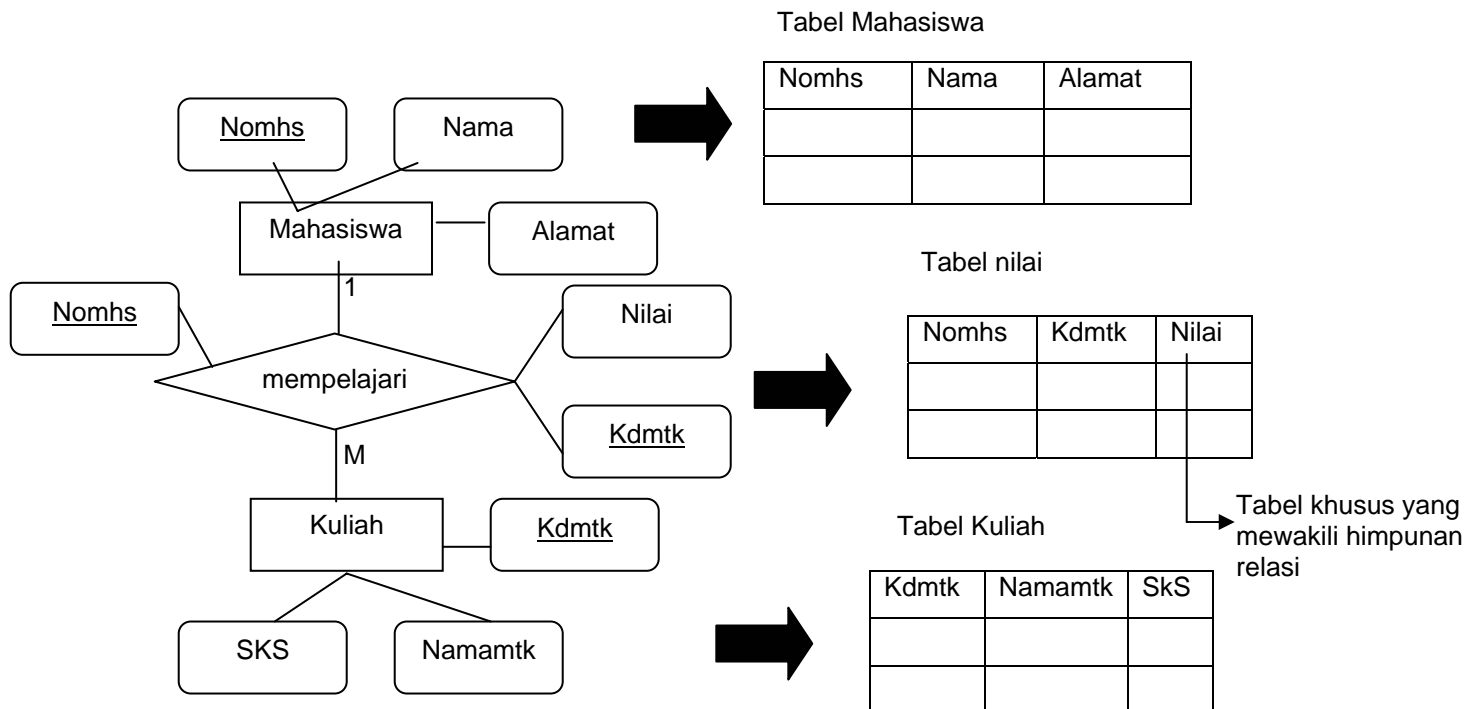 Tabel Mahasiswa
Nomhs Nama Alamat
Nomhs
Nama
Mahasiswa
Alamat
1
Nomhs
Nilai
mempelajari
Kdmtk
M
Kuliah
Kdmtk
SKS
Namamtk
Tabel nilai
Nomhs Kdmtk Nilai
Tabel khusus yang
mewakili himpunan
relasi
Tabel Kuliah
Kdmtk Namamtk SkS